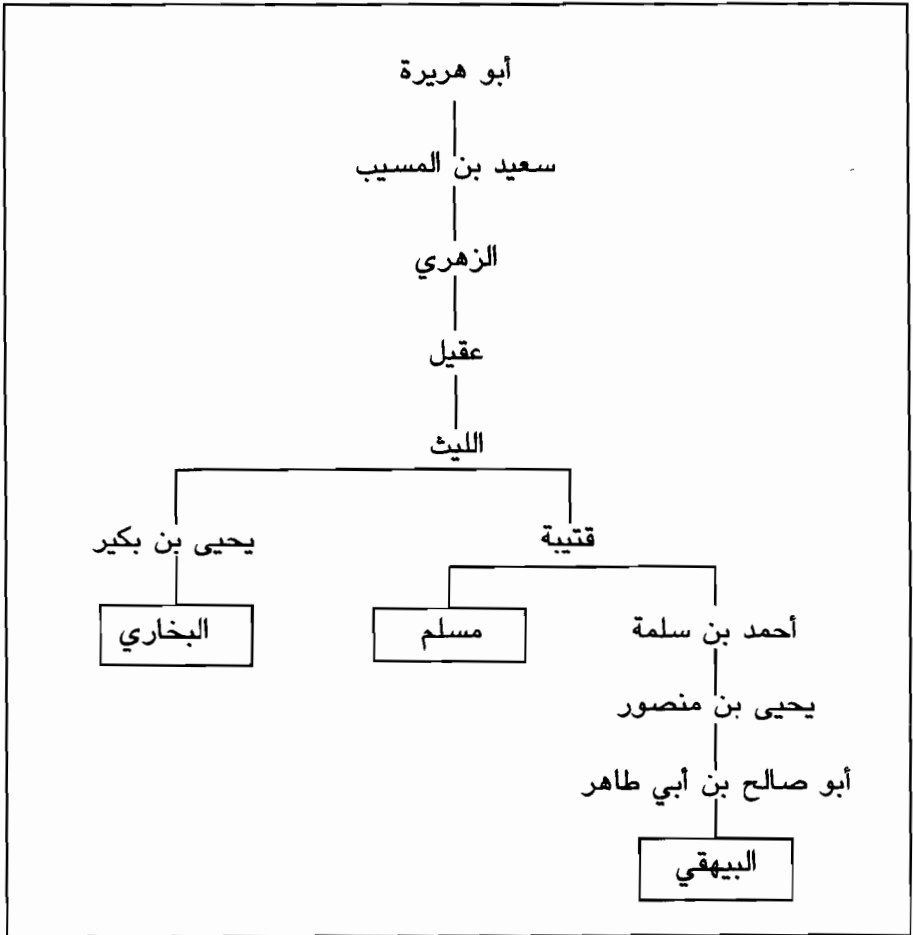 أبو هريرة
سعيد بن المسيب
الزهري
عقيل
الليث
قتيبة
يحيى بن بكير
أحمد بن سلمة
مسلم
البخاري
يحيى بن منصور
أبو صالح بن أبي طاهر
البيهقي